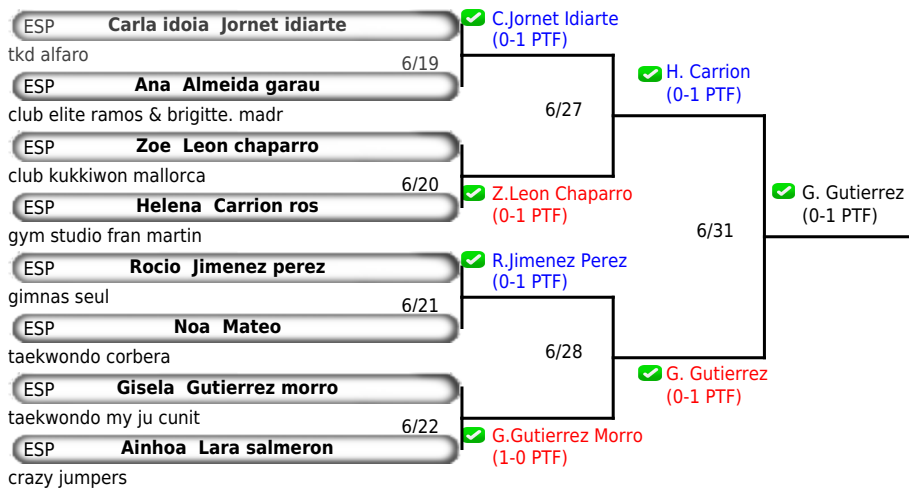 ESP Carla idoia Jornet idiarte
tkd alfaro
6/19
ESP Ana Almeida garau
club elite ramos & brigitte. madr
ESP Zoe Leon chaparro
club kukkiwon mallorca
6/20
ESP Helena Carrion ros
gym studio fran martin
ESP Rocio Jimenez perez
gimnas seul
6/21
ESP Noa Mateo
taekwondo corbera
ESP Gisela Gutierrez morro
taekwondo my ju cunit
6/22
ESP Ainhoa Lara salmeron
crazy jumpers
C.Jornet Idiarte
(0-1 PTF)
6/27
Z.Leon Chaparro
(0-1 PTF)
R.Jimenez Perez
(0-1 PTF)
6/28
G.Gutierrez Morro
(1-0 PTF)
H. Carrion
(0-1 PTF)
6/31
G. Gutierrez
(0-1 PTF)
G. Gutierrez
(0-1 PTF)